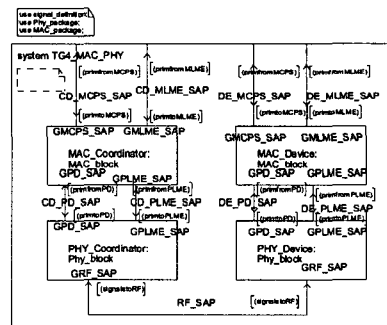 use signal_definition;
use Phy_package;
use MAC_package;
system TG4_MAC_PHY
(primfromMCPS) (primfromMLME) (primfromMCPS) (primfromMLME)
CD_MCPS_SAP CD_MLME_SAP DE_MCPS_SAP DE_MLME_SAP
(primtoMCPS) (primtoMLME) (primtoMCPS) (primtoMLME)
GMCPS_SAP GMLME_SAP GMCPS_SAP GMLME_SAP
MAC_Coordinator: MAC_Device:
MAC_block MAC_block
GPD_SAP GPLME_SAP GPD_SAP GPLME_SAP
(primfromPD) (primfromPLME) (primfromPD) (primfromPLME)
CD_PD_SAP CD_PLME_SAP DE_PD_SAP DE_PLME_SAP
(primtoPD) (primtoPLME) (primtoPD) (primtoPLME)
GPD_SAP GPLME_SAP GPD_SAP GPLME_SAP
PHY_Coordinator: PHY_Device:
Phy_block Phy_block
GRF_SAP GRF_SAP
(signalstoRF) (signalstoRF)
RF_SAP